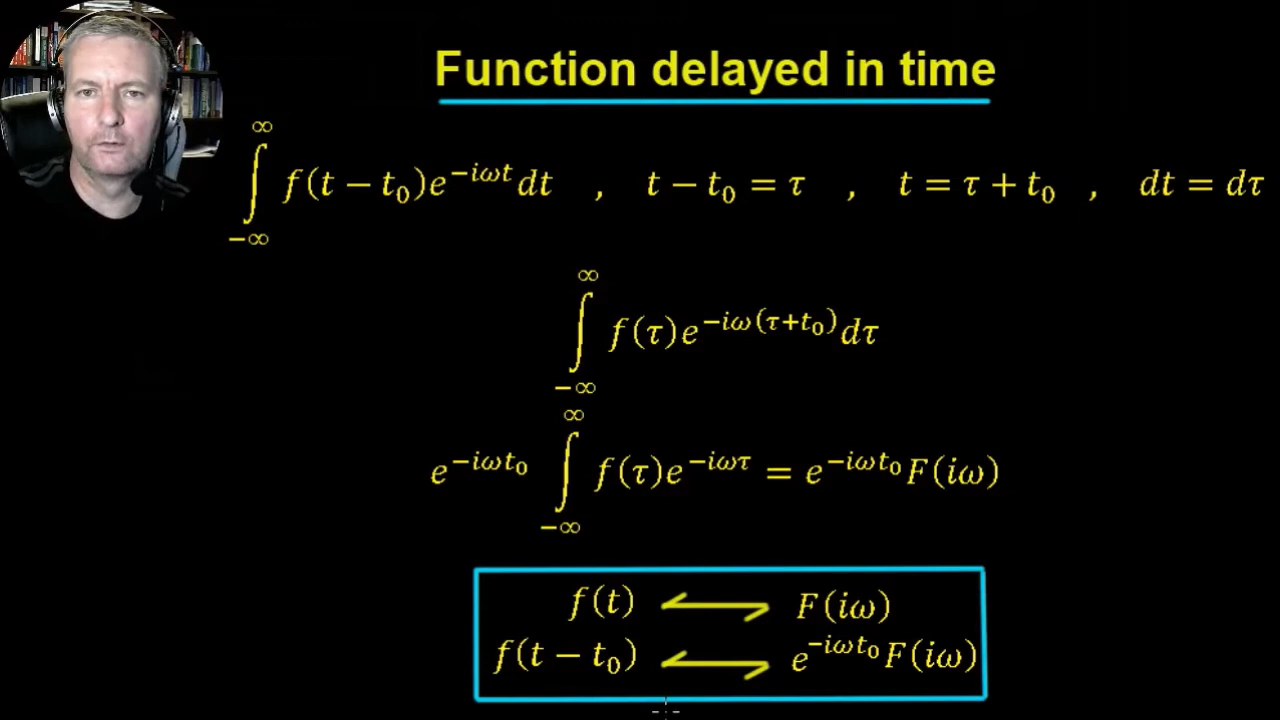 Function delayed in time
∫_{-∞}^{∞} f(t − t₀)e^{−iωt}dt , t − t₀ = τ , t = τ + t₀ , dt = dτ
∫_{-∞}^{∞} f(τ)e^{−iω(τ+t₀)}dτ
e^{−iωt₀} ∫_{-∞}^{∞} f(τ)e^{−iωτ} = e^{−iωt₀}F(iω)
f(t) ⇌ F(iω)
f(t − t₀) ⇌ e^{−iωt₀}F(iω)